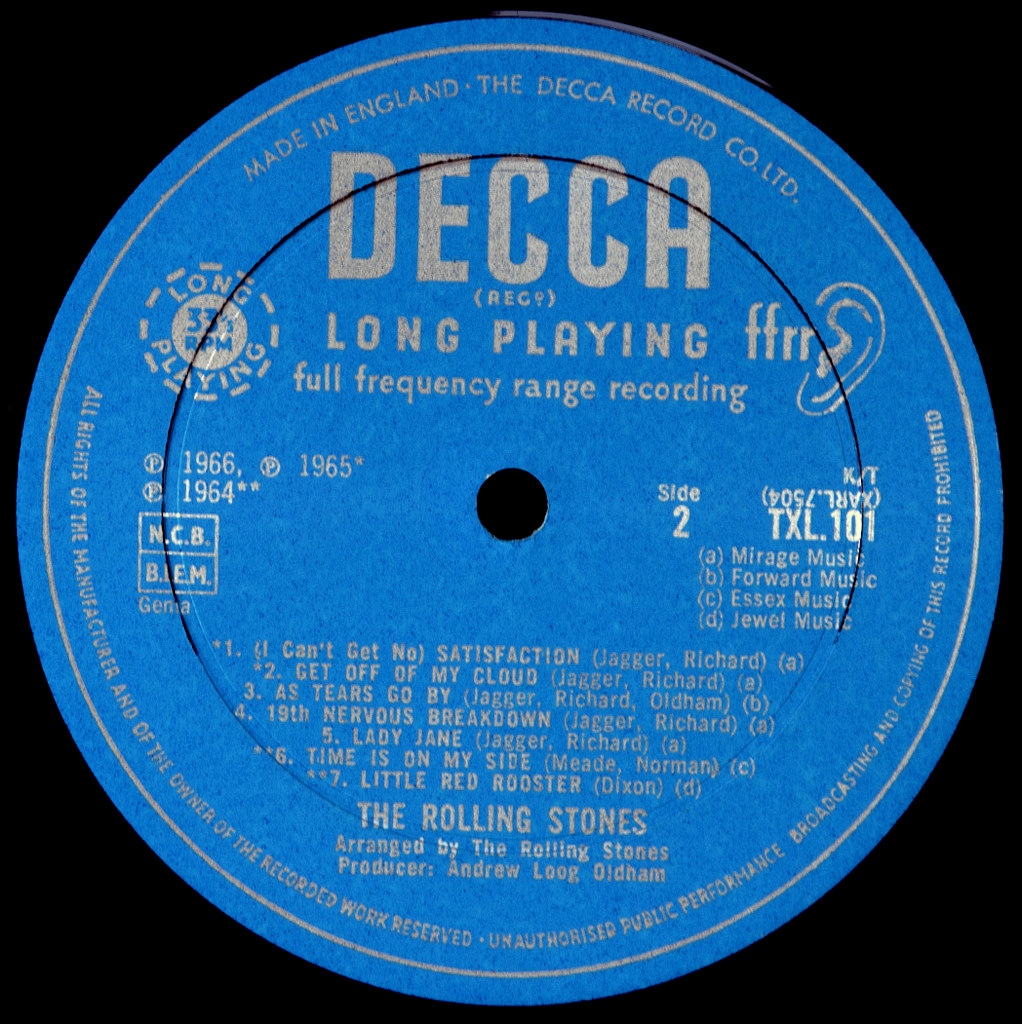 MADE IN ENGLAND · THE DECCA RECORD CO. LTD.
DECCA
(REGº)
LONG PLAYING
33⅓ RPM
LONG PLAYING
ffrr
full frequency range recording
℗ 1966, ℗ 1965*
℗ 1964**
N.C.B.
B.I.E.M.
Gema
Side
2
1.K
(XARL.7504)
TXL.101
(a) Mirage Music
(b) Forward Music
(c) Essex Music
(d) Jewel Music
*1. (I Can't Get No) SATISFACTION (Jagger, Richard) (a)
*2. GET OFF OF MY CLOUD (Jagger, Richard) (a)
3. AS TEARS GO BY (Jagger, Richard, Oldham) (b)
4. 19th NERVOUS BREAKDOWN (Jagger, Richard) (a)
5. LADY JANE (Jagger, Richard) (a)
**6. TIME IS ON MY SIDE (Meade, Norman) (c)
**7. LITTLE RED ROOSTER (Dixon) (d)
THE ROLLING STONES
Arranged by The Rolling Stones
Producer: Andrew Loog Oldham
ALL RIGHTS OF THE MANUFACTURER AND OF THE OWNER OF THE RECORDED WORK RESERVED · UNAUTHORISED PUBLIC PERFORMANCE BROADCASTING AND COPYING OF THIS RECORD PROHIBITED